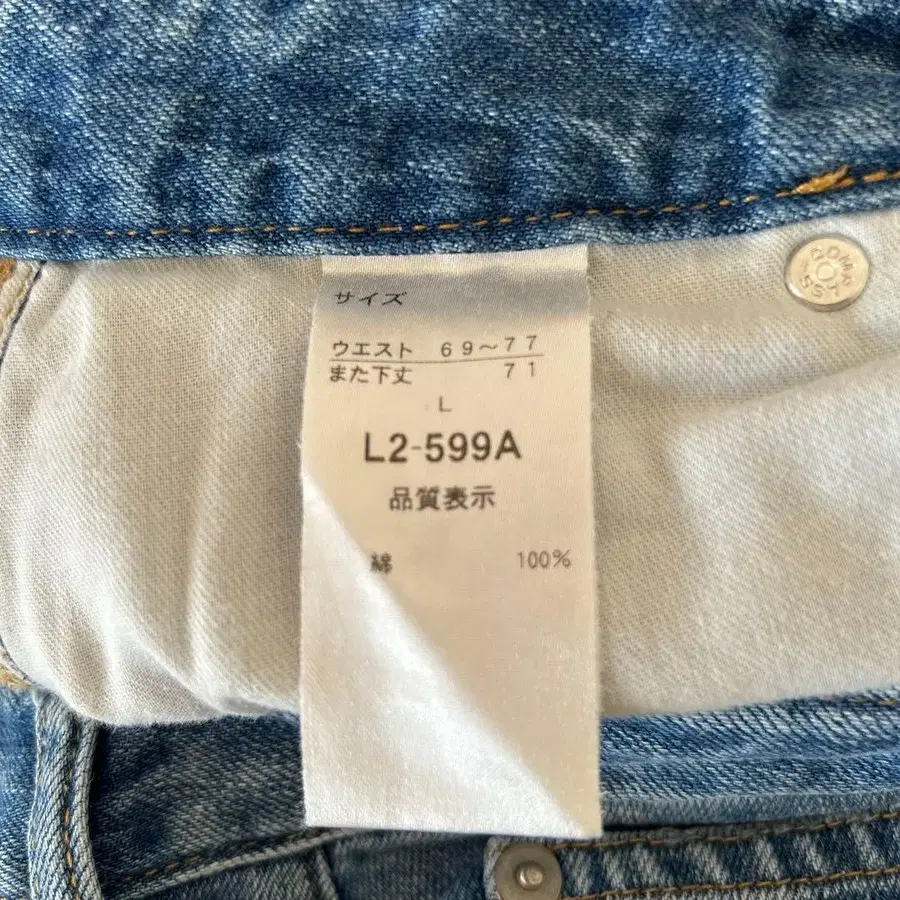 サイズ
ウエスト 69～77
また下丈 71
L
L2-599A
品質表示
綿 100%